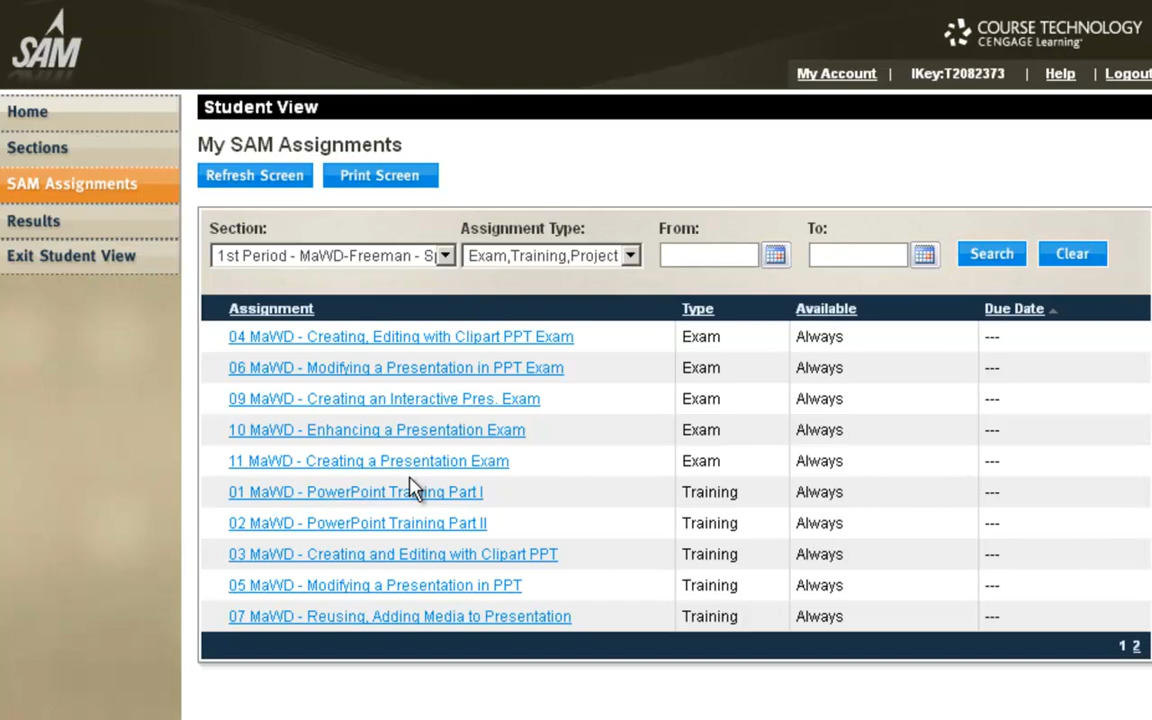 SAM
COURSE TECHNOLOGY
CENGAGE Learning
My Account | IKey:T2082373 | Help | Logout
Home
Sections
SAM Assignments
Results
Exit Student View
Student View
My SAM Assignments
Refresh Screen Print Screen
Section: Assignment Type: From: To:
1st Period - MaWD-Freeman - Exam,Training,Project Search Clear
Assignment Type Available Due Date
04 MaWD - Creating, Editing with Clipart PPT Exam Exam Always ---
06 MaWD - Modifying a Presentation in PPT Exam Exam Always ---
09 MaWD - Creating an Interactive Pres. Exam Exam Always ---
10 MaWD - Enhancing a Presentation Exam Exam Always ---
11 MaWD - Creating a Presentation Exam Exam Always ---
01 MaWD - PowerPoint Training Part I Training Always ---
02 MaWD - PowerPoint Training Part II Training Always ---
03 MaWD - Creating and Editing with Clipart PPT Training Always ---
05 MaWD - Modifying a Presentation in PPT Training Always ---
07 MaWD - Reusing, Adding Media to Presentation Training Always ---
1 2